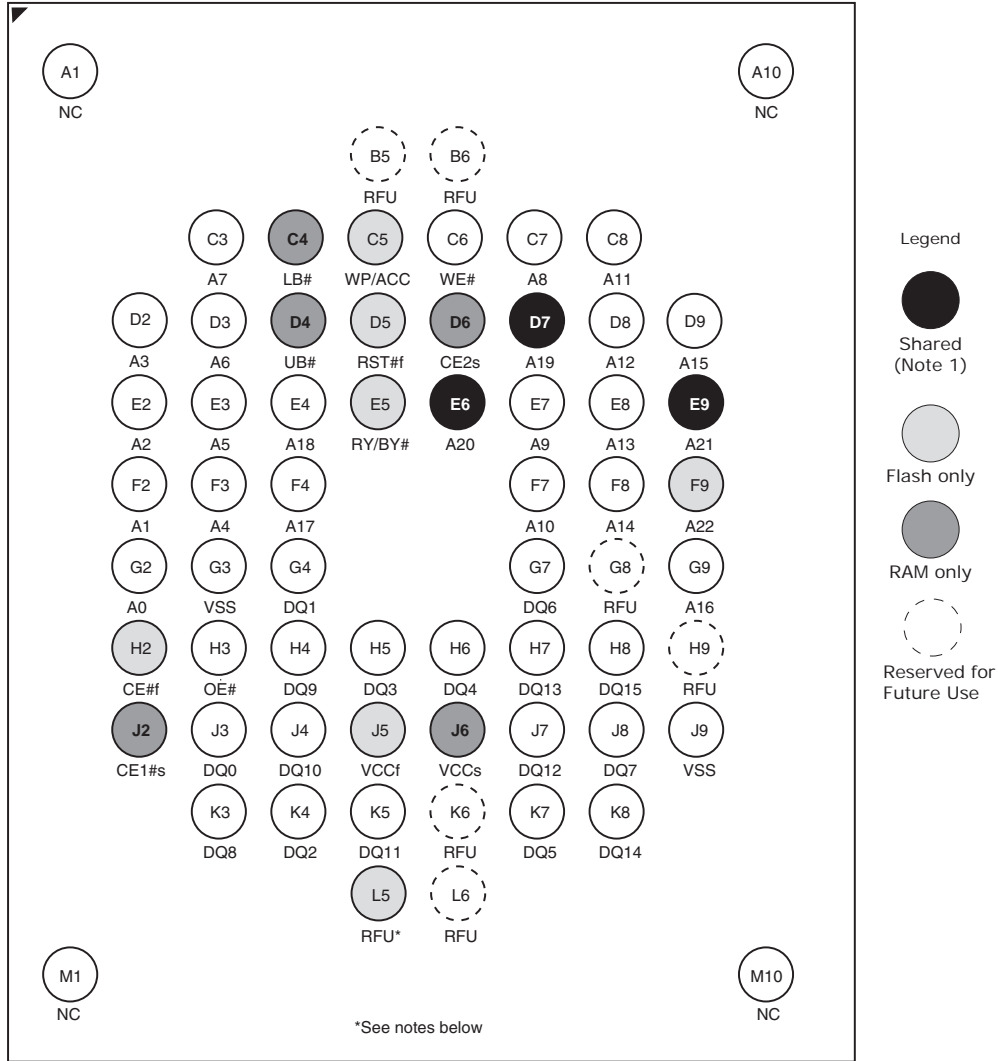 A1 A10
NC NC
B5 B6
RFU RFU
C3 C4 C5 C6 C7 C8
A7 LB# WP/ACC WE# A8 A11
D2 D3 D4 D5 D6 D7 D8 D9
A3 A6 UB# RST#f CE2s A19 A12 A15
E2 E3 E4 E5 E6 E7 E8 E9
A2 A5 A18 RY/BY# A20 A9 A13 A21
F2 F3 F4 F7 F8 F9
A1 A4 A17 A10 A14 A22
G2 G3 G4 G7 G8 G9
A0 VSS DQ1 DQ6 RFU A16
H2 H3 H4 H5 H6 H7 H8 H9
CE#f OE# DQ9 DQ3 DQ4 DQ13 DQ15 RFU
J2 J3 J4 J5 J6 J7 J8 J9
CE1#s DQ0 DQ10 VCCf VCCs DQ12 DQ7 VSS
K3 K4 K5 K6 K7 K8
DQ8 DQ2 DQ11 RFU DQ5 DQ14
L5 L6
RFU* RFU
M1 M10
NC NC
*See notes below
Legend
Shared
(Note 1)
Flash only
RAM only
Reserved for
Future Use